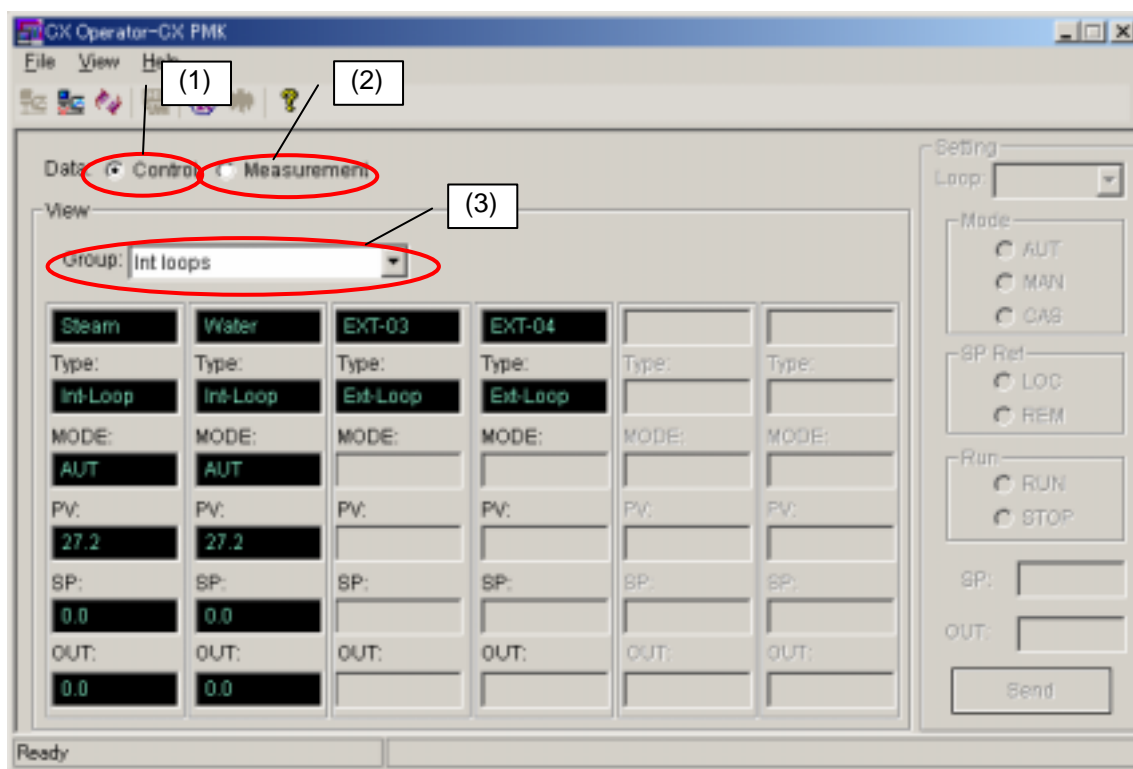 CX Operator-CX PMK
File View Help
(1) (2)
Data: Control Measurement
(3)
View
Group: Int loops
Steam Water EXT-03 EXT-04
Type: Type: Type: Type: Type: Type:
Int-Loop Int-Loop Ext-Loop Ext-Loop
MODE: MODE: MODE: MODE: MODE: MODE:
AUT AUT
PV: PV: PV: PV: PV: PV:
27.2 27.2
SP: SP: SP: SP: SP: SP:
0.0 0.0
OUT: OUT: OUT: OUT: OUT: OUT:
0.0 0.0
Setting
Loop:
Mode
AUT
MAN
CAS
SP Ref
LOC
REM
Run
RUN
STOP
SP:
OUT:
Send
Ready